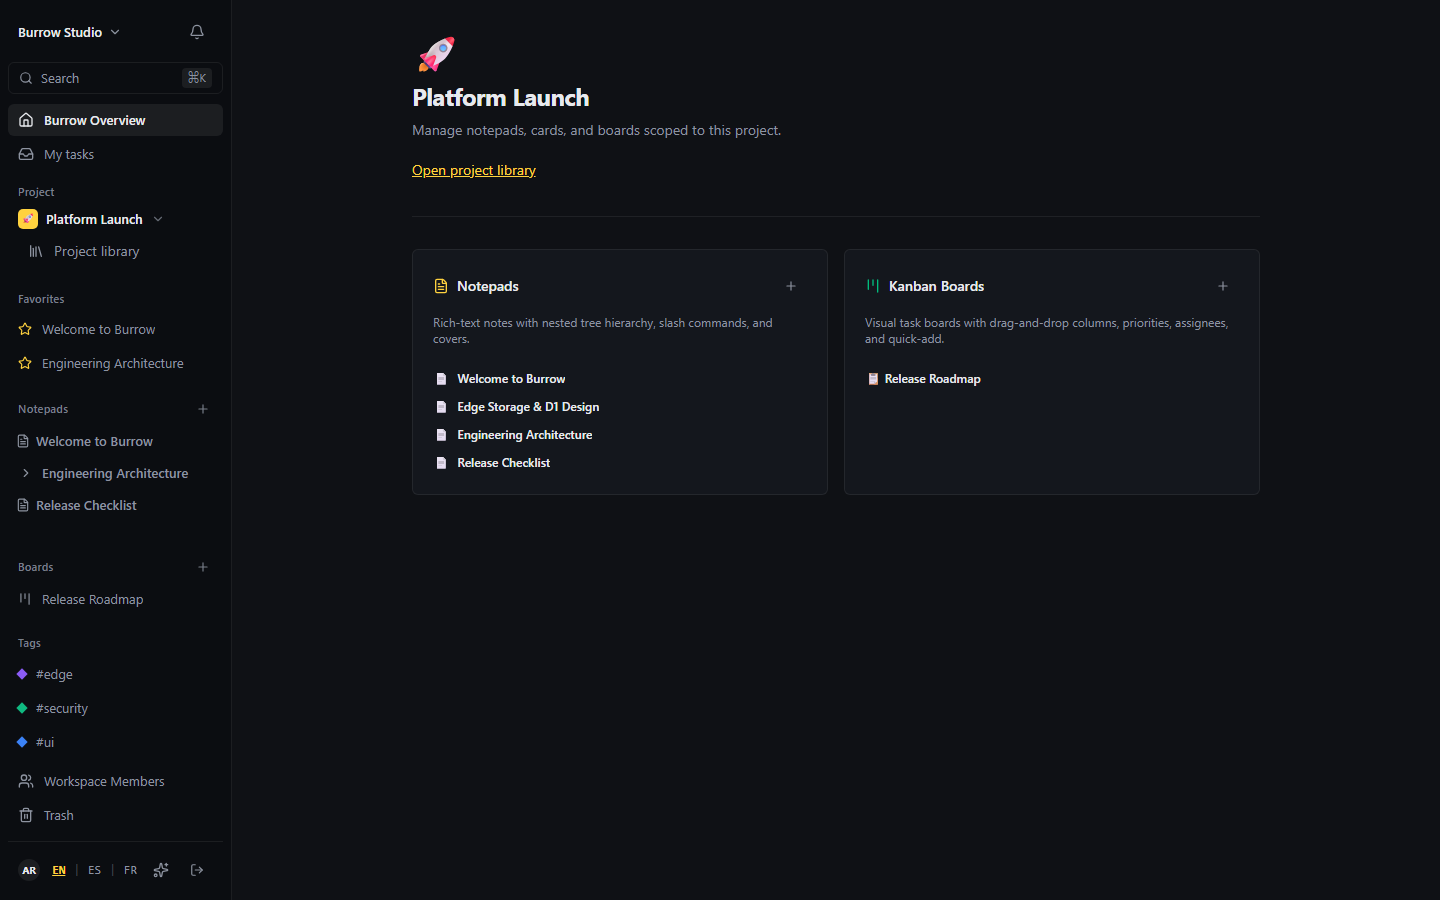 Burrow Studio
Search
⌘K
Burrow Overview
My tasks
Project
Platform Launch
Project library
Favorites
Welcome to Burrow
Engineering Architecture
Notepads
Welcome to Burrow
Engineering Architecture
Release Checklist
Boards
Release Roadmap
Tags
#edge
#security
#ui
Workspace Members
Trash
AR EN | ES | FR
Platform Launch
Manage notepads, cards, and boards scoped to this project.
Open project library
Notepads
Rich-text notes with nested tree hierarchy, slash commands, and
covers.
Welcome to Burrow
Edge Storage & D1 Design
Engineering Architecture
Release Checklist
Kanban Boards
Visual task boards with drag-and-drop columns, priorities, assignees,
and quick-add.
Release Roadmap